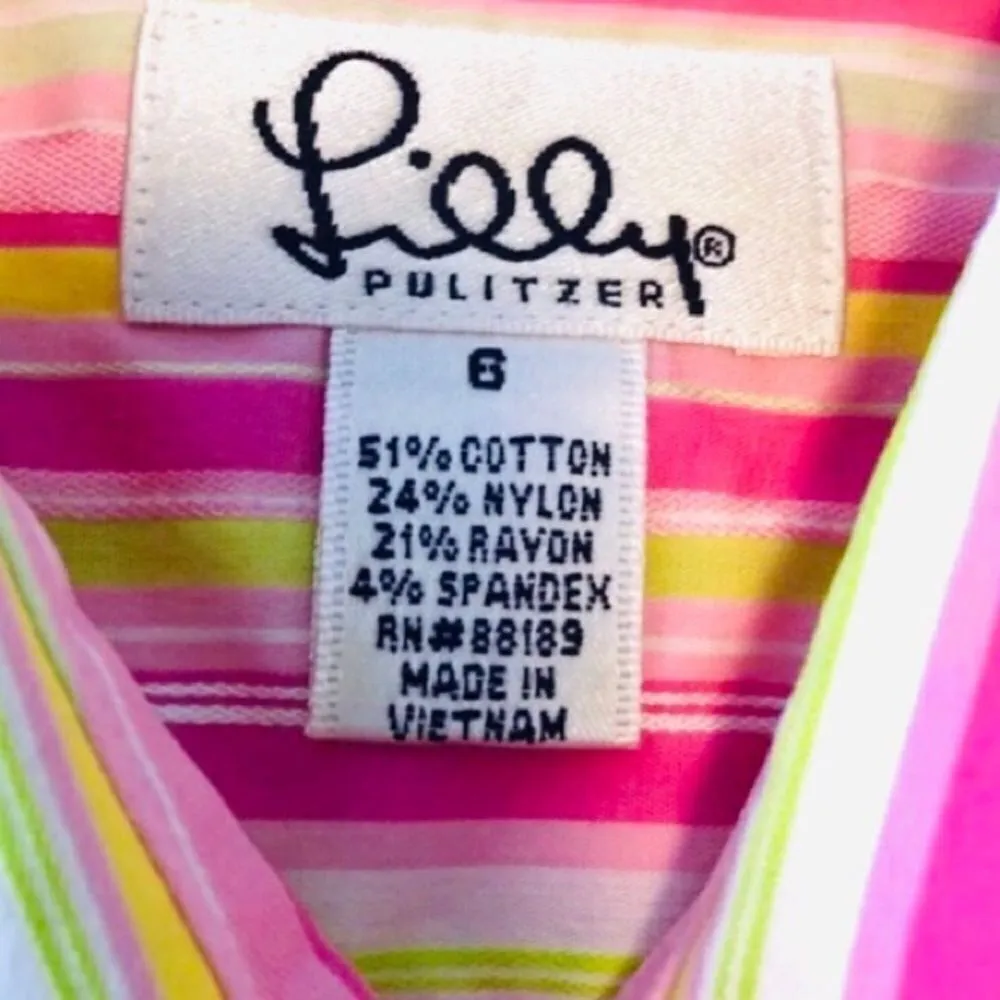 Lilly®
PULITZER
6
51% COTTON
24% NYLON
21% RAYON
4% SPANDEX
RN#88189
MADE IN
VIETNAM